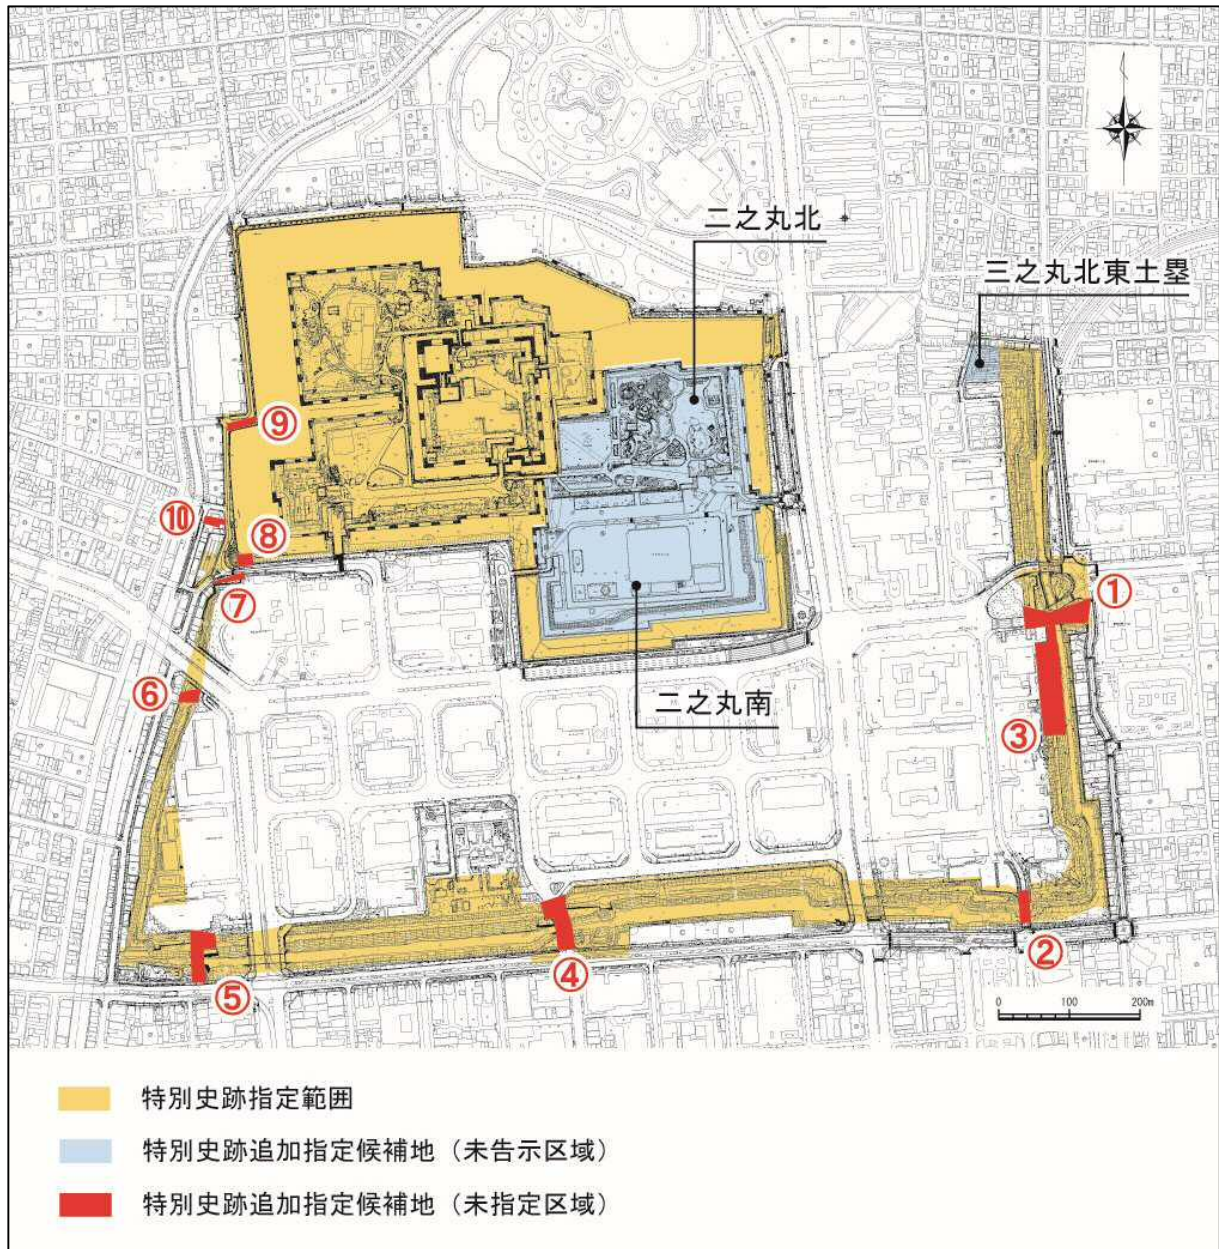 二之丸北
三之丸北東土塁
⑨
⑩
⑧
⑦
①
⑥
二之丸南
③
②
④
⑤
0 100 200m
特別史跡指定範囲
特別史跡追加指定候補地（未告示区域）
特別史跡追加指定候補地（未指定区域）